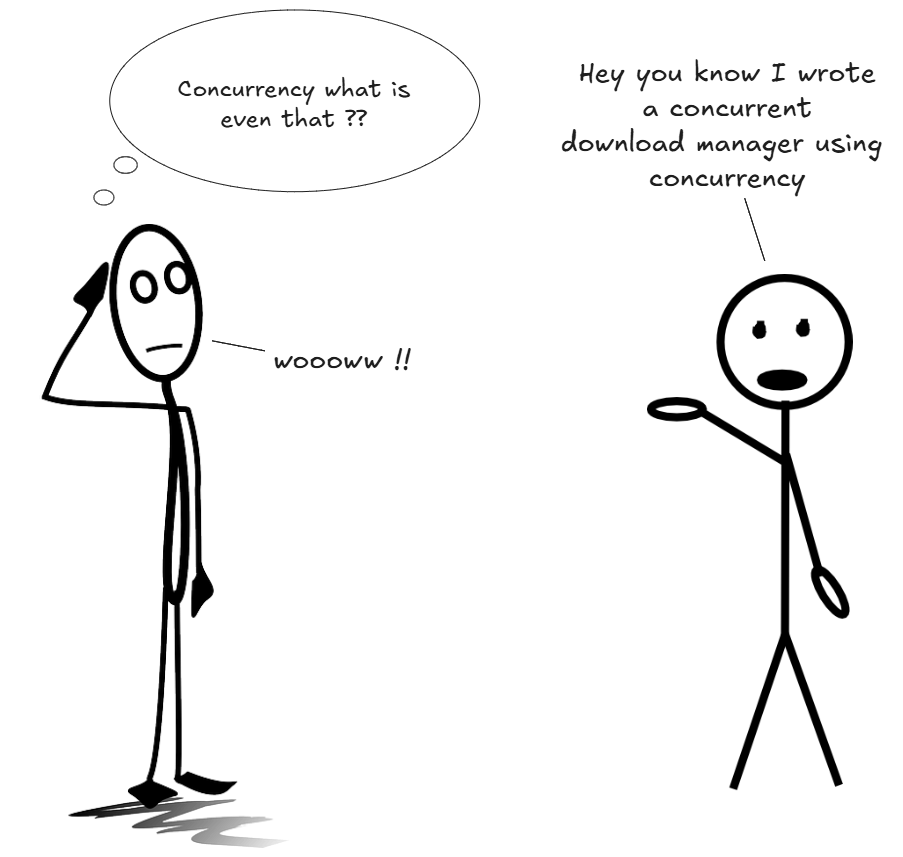 Concurrency what is
even that ??
Hey you know I wrote
a concurrent
download manager using
concurrency
woooww !!